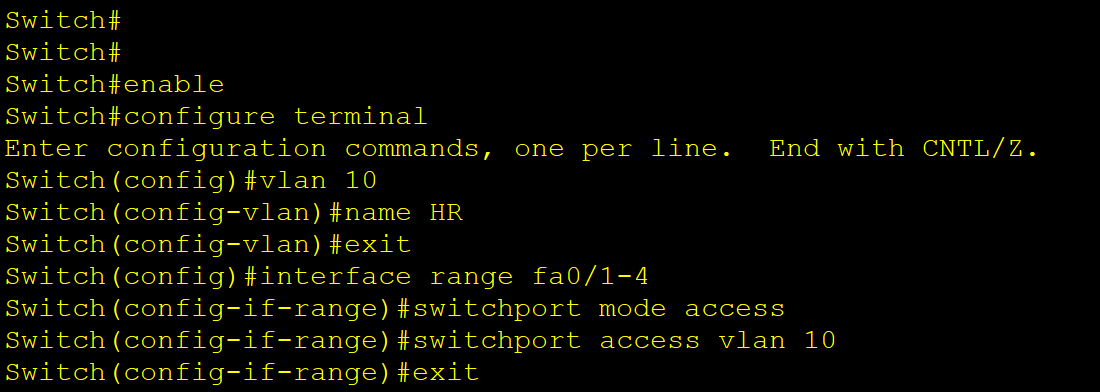 Switch#
Switch#
Switch#enable
Switch#configure terminal
Enter configuration commands, one per line.  End with CNTL/Z.
Switch(config)#vlan 10
Switch(config-vlan)#name HR
Switch(config-vlan)#exit
Switch(config)#interface range fa0/1-4
Switch(config-if-range)#switchport mode access
Switch(config-if-range)#switchport access vlan 10
Switch(config-if-range)#exit